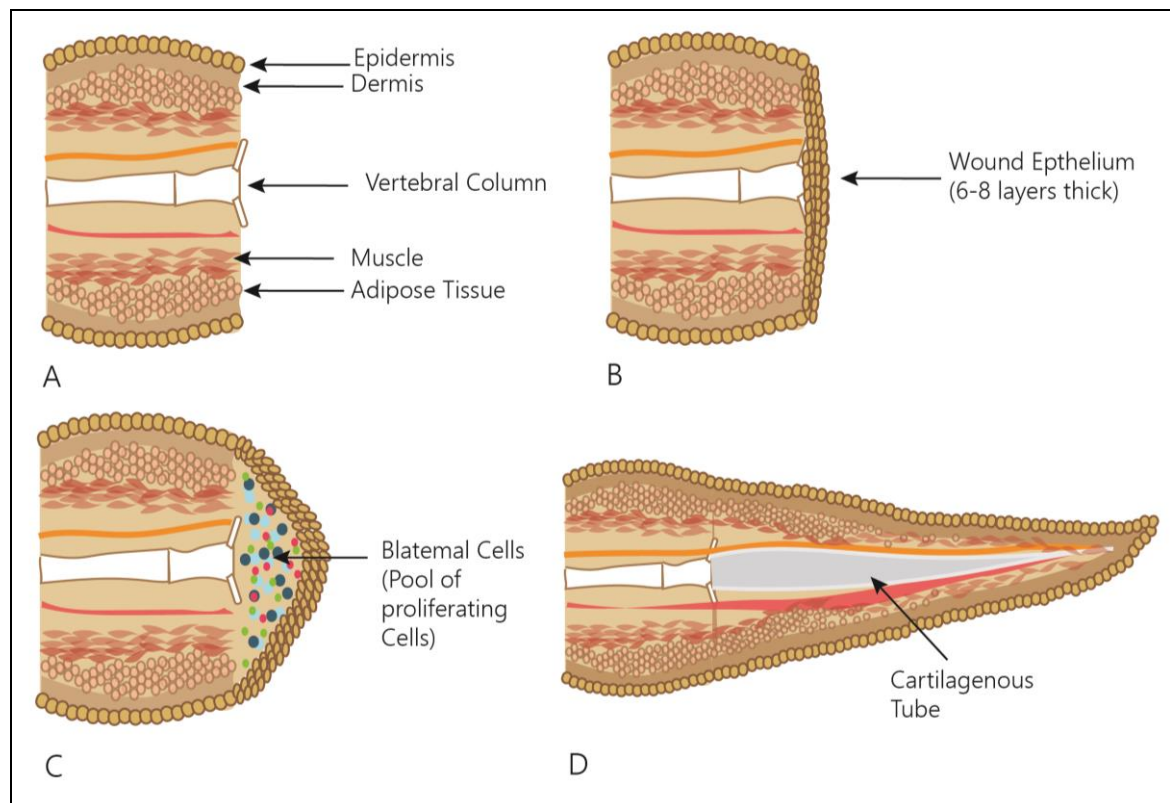 Epidermis
Dermis
Vertebral Column
Muscle
Adipose Tissue
A
Wound Epthelium
(6-8 layers thick)
B
Blatemal Cells
(Pool of
proliferating
Cells)
C
Cartilagenous
Tube
D